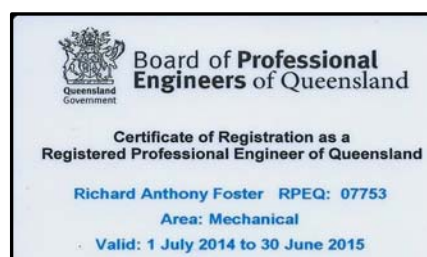 Board of Professional
Engineers of Queensland
Queensland
Government
Certificate of Registration as a
Registered Professional Engineer of Queensland
Richard Anthony Foster RPEQ: 07753
Area: Mechanical
Valid: 1 July 2014 to 30 June 2015